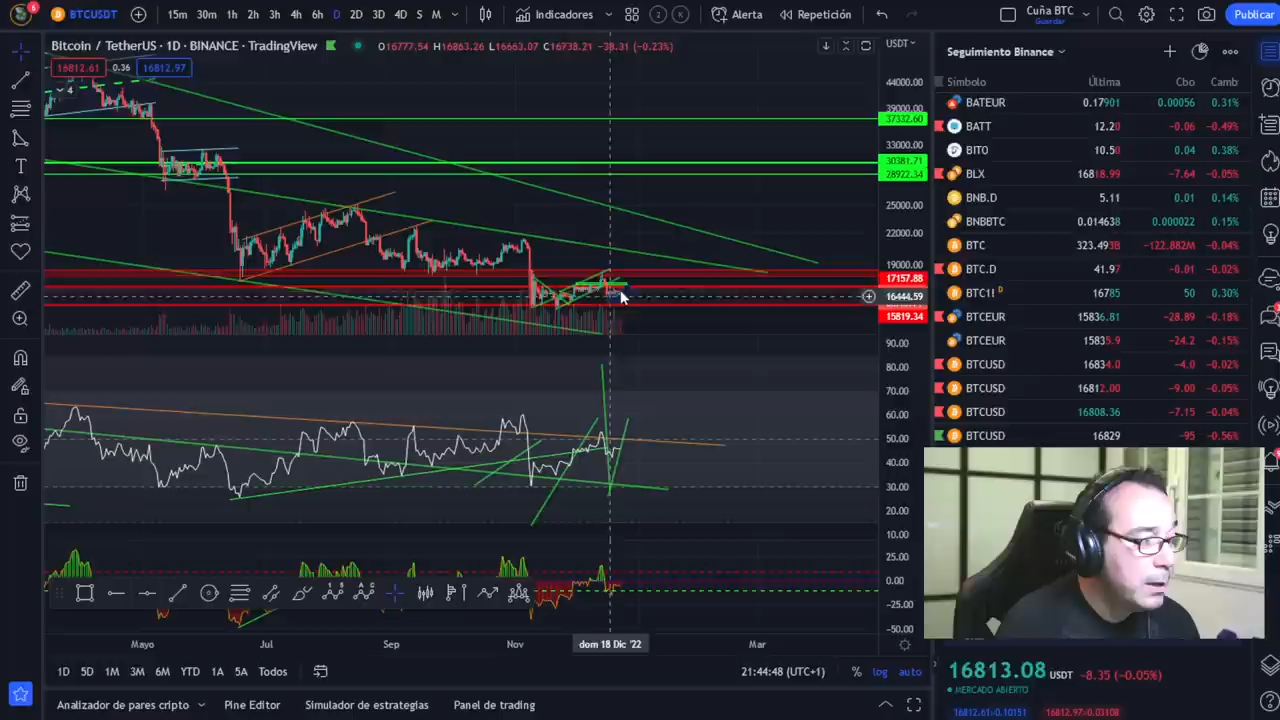 6
BTCUSDT
15m 30m 1h 2h 3h 4h 6h D 2D 3D 4D S M
Indicadores
2 K
Alerta
Repetición
Cuña BTC
Guardar
Publicar
Bitcoin / TetherUS · 1D · BINANCE · TradingView
O16777.54 H16863.26 L16663.07 C16738.21 −38.31 (−0.23%)
USDT
16812.61 0.36 16812.97
4
44000.00
39000.00
37332.60
33000.00
30381.71
28922.34
25000.00
22000.00
19000.00
17157.88
16444.59
15819.34
90.00
80.00
70.00
60.00
50.00
40.00
30.00
20.00
10.00
25.00
0.00
−25.00
−50.00
Mayo Jul Sep Nov dom 18 Dic '22 Mar
1D 5D 1M 3M 6M YTD 1A 5A Todos
21:44:48 (UTC+1) % log auto
Analizador de pares cripto Pine Editor Simulador de estrategias Panel de trading
Seguimiento Binance
Símbolo Última Cbo Camb
BATEUR 0.17901 0.00056 0.31%
BATT 12.20 −0.06 −0.49%
BITO 10.50 0.04 0.38%
BLX 16818.99 −7.64 −0.05%
BNB.D 5.11 0.01 0.14%
BNBBTC 0.014638 0.000022 0.15%
BTC 323.493B −122.882M −0.04%
BTC.D 41.97 −0.01 −0.02%
BTC1! D 16785 50 0.30%
BTCEUR 15836.81 −28.89 −0.18%
BTCEUR 15835.9 −24.2 −0.15%
BTCUSD 16834.0 −4.0 −0.02%
BTCUSD 16812.00 −9.00 −0.05%
BTCUSD 16808.36 −7.15 −0.04%
BTCUSD 16829 −95 −0.56%
16813.08 USDT −8.35 (−0.05%)
MERCADO ABIERTO
16812.61×0.10151 16812.97×0.03108